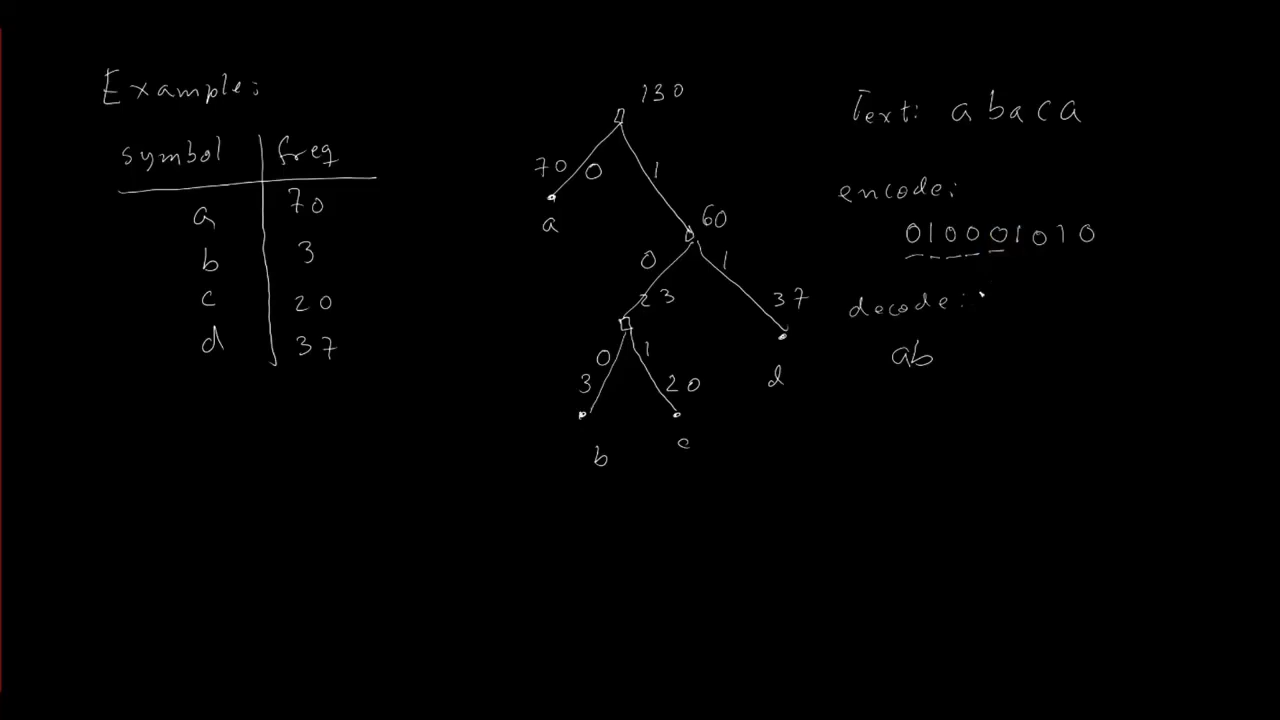 Example:
symbol freq
a 70
b 3
c 20
d 37
130
70 0 1
a
60
0 1
23 37
0 1
3 20
d
b c
Text: abaca
encode:
010001010
decode:
ab